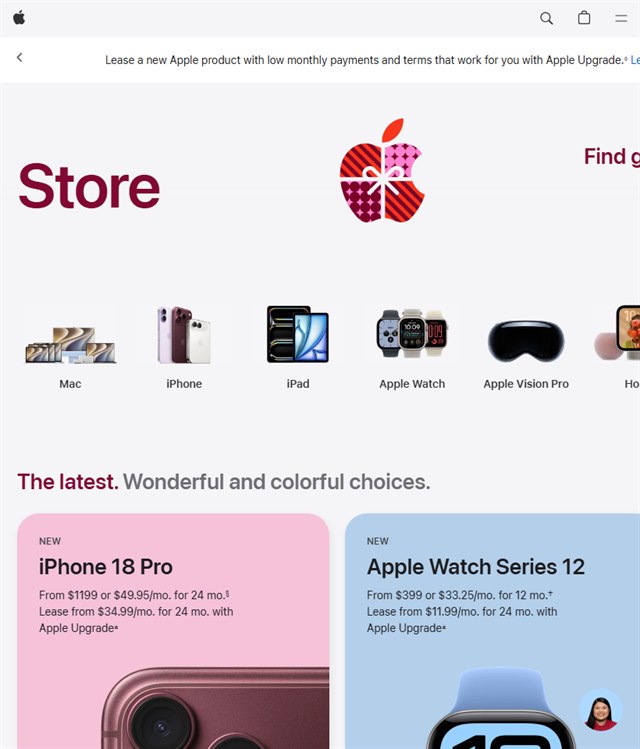 Lease a new Apple product with low monthly payments and terms that work for you with Apple Upgrade.◊ Le
Store
Find g
Mac
iPhone
iPad
Apple Watch
Apple Vision Pro
Ho
The latest. Wonderful and colorful choices.
NEW
iPhone 18 Pro
From $1199 or $49.95/mo. for 24 mo.§
Lease from $34.99/mo. for 24 mo. with
Apple Upgrade±
NEW
Apple Watch Series 12
From $399 or $33.25/mo. for 12 mo.†
Lease from $11.99/mo. for 24 mo. with
Apple Upgrade±